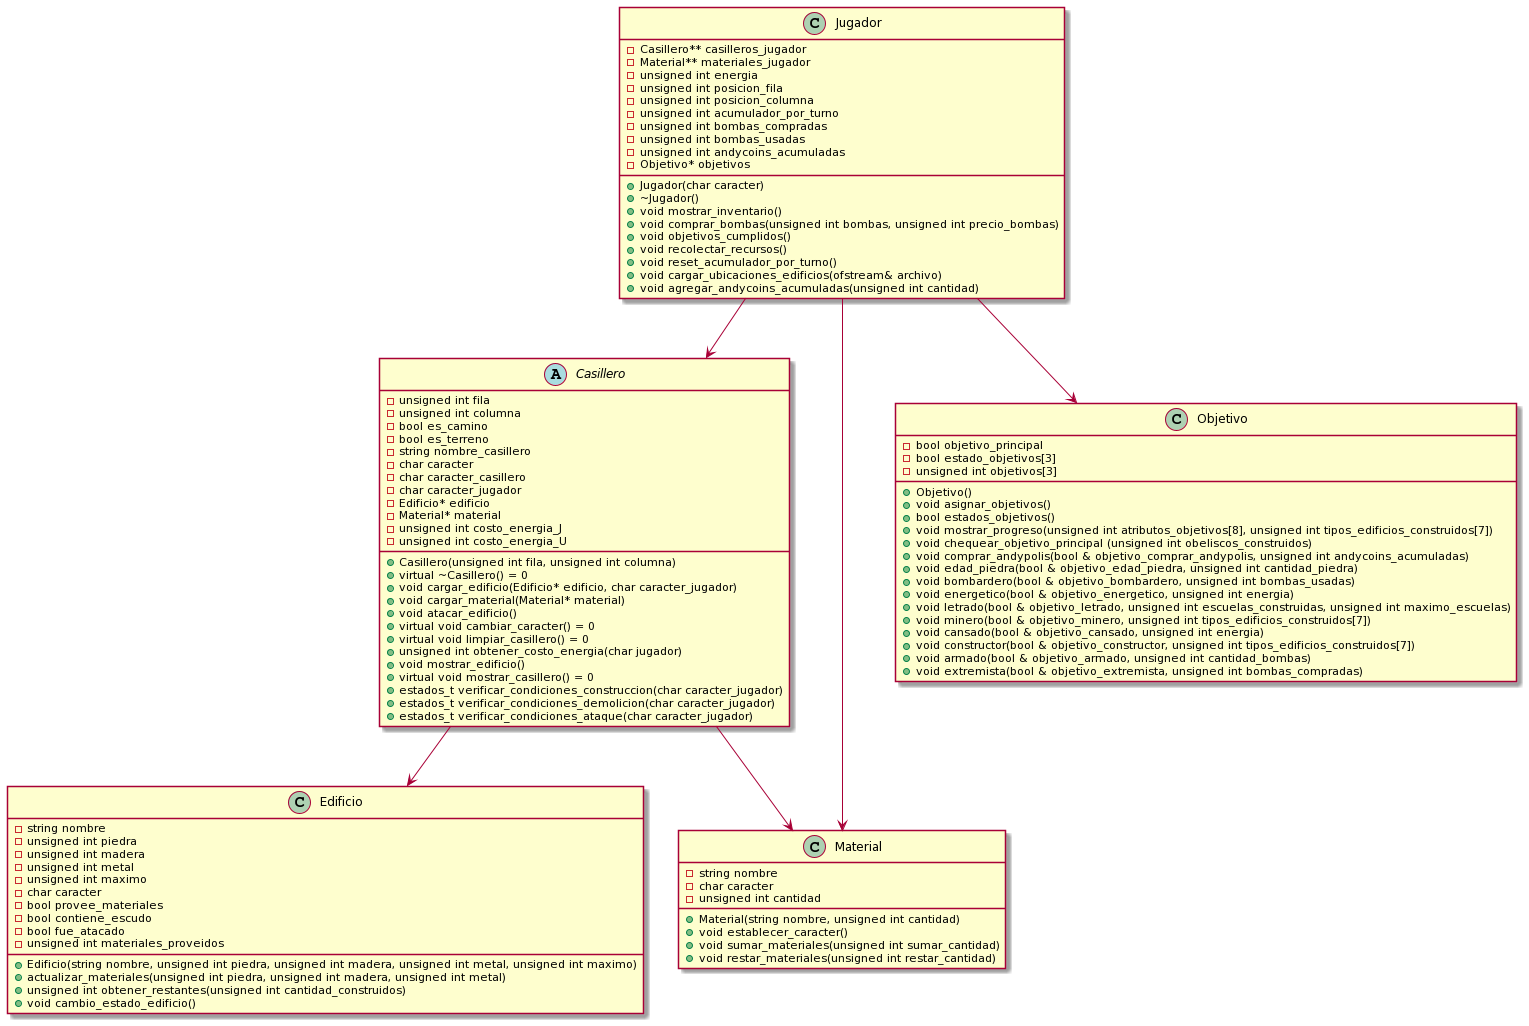 C Jugador
Casillero** casilleros_jugador
Material** materiales_jugador
unsigned int energia
unsigned int posicion_fila
unsigned int posicion_columna
unsigned int acumulador_por_turno
unsigned int bombas_compradas
unsigned int bombas_usadas
unsigned int andycoins_acumuladas
Objetivo* objetivos
Jugador(char caracter)
~Jugador()
void mostrar_inventario()
void comprar_bombas(unsigned int bombas, unsigned int precio_bombas)
void objetivos_cumplidos()
void recolectar_recursos()
void reset_acumulador_por_turno()
void cargar_ubicaciones_edificios(ofstream& archivo)
void agregar_andycoins_acumuladas(unsigned int cantidad)
A Casillero
unsigned int fila
unsigned int columna
bool es_camino
bool es_terreno
string nombre_casillero
char caracter
char caracter_casillero
char caracter_jugador
Edificio* edificio
Material* material
unsigned int costo_energia_J
unsigned int costo_energia_U
Casillero(unsigned int fila, unsigned int columna)
virtual ~Casillero() = 0
void cargar_edificio(Edificio* edificio, char caracter_jugador)
void cargar_material(Material* material)
void atacar_edificio()
virtual void cambiar_caracter() = 0
virtual void limpiar_casillero() = 0
unsigned int obtener_costo_energia(char jugador)
void mostrar_edificio()
virtual void mostrar_casillero() = 0
estados_t verificar_condiciones_construccion(char caracter_jugador)
estados_t verificar_condiciones_demolicion(char caracter_jugador)
estados_t verificar_condiciones_ataque(char caracter_jugador)
C Objetivo
bool objetivo_principal
bool estado_objetivos[3]
unsigned int objetivos[3]
Objetivo()
void asignar_objetivos()
bool estados_objetivos()
void mostrar_progreso(unsigned int atributos_objetivos[8], unsigned int tipos_edificios_construidos[7])
void chequear_objetivo_principal (unsigned int obeliscos_construidos)
void comprar_andypolis(bool & objetivo_comprar_andypolis, unsigned int andycoins_acumuladas)
void edad_piedra(bool & objetivo_edad_piedra, unsigned int cantidad_piedra)
void bombardero(bool & objetivo_bombardero, unsigned int bombas_usadas)
void energetico(bool & objetivo_energetico, unsigned int energia)
void letrado(bool & objetivo_letrado, unsigned int escuelas_construidas, unsigned int maximo_escuelas)
void minero(bool & objetivo_minero, unsigned int tipos_edificios_construidos[7])
void cansado(bool & objetivo_cansado, unsigned int energia)
void constructor(bool & objetivo_constructor, unsigned int tipos_edificios_construidos[7])
void armado(bool & objetivo_armado, unsigned int cantidad_bombas)
void extremista(bool & objetivo_extremista, unsigned int bombas_compradas)
C Edificio
string nombre
unsigned int piedra
unsigned int madera
unsigned int metal
unsigned int maximo
char caracter
bool provee_materiales
bool contiene_escudo
bool fue_atacado
unsigned int materiales_proveidos
Edificio(string nombre, unsigned int piedra, unsigned int madera, unsigned int metal, unsigned int maximo)
actualizar_materiales(unsigned int piedra, unsigned int madera, unsigned int metal)
unsigned int obtener_restantes(unsigned int cantidad_construidos)
void cambio_estado_edificio()
C Material
string nombre
char caracter
unsigned int cantidad
Material(string nombre, unsigned int cantidad)
void establecer_caracter()
void sumar_materiales(unsigned int sumar_cantidad)
void restar_materiales(unsigned int restar_cantidad)